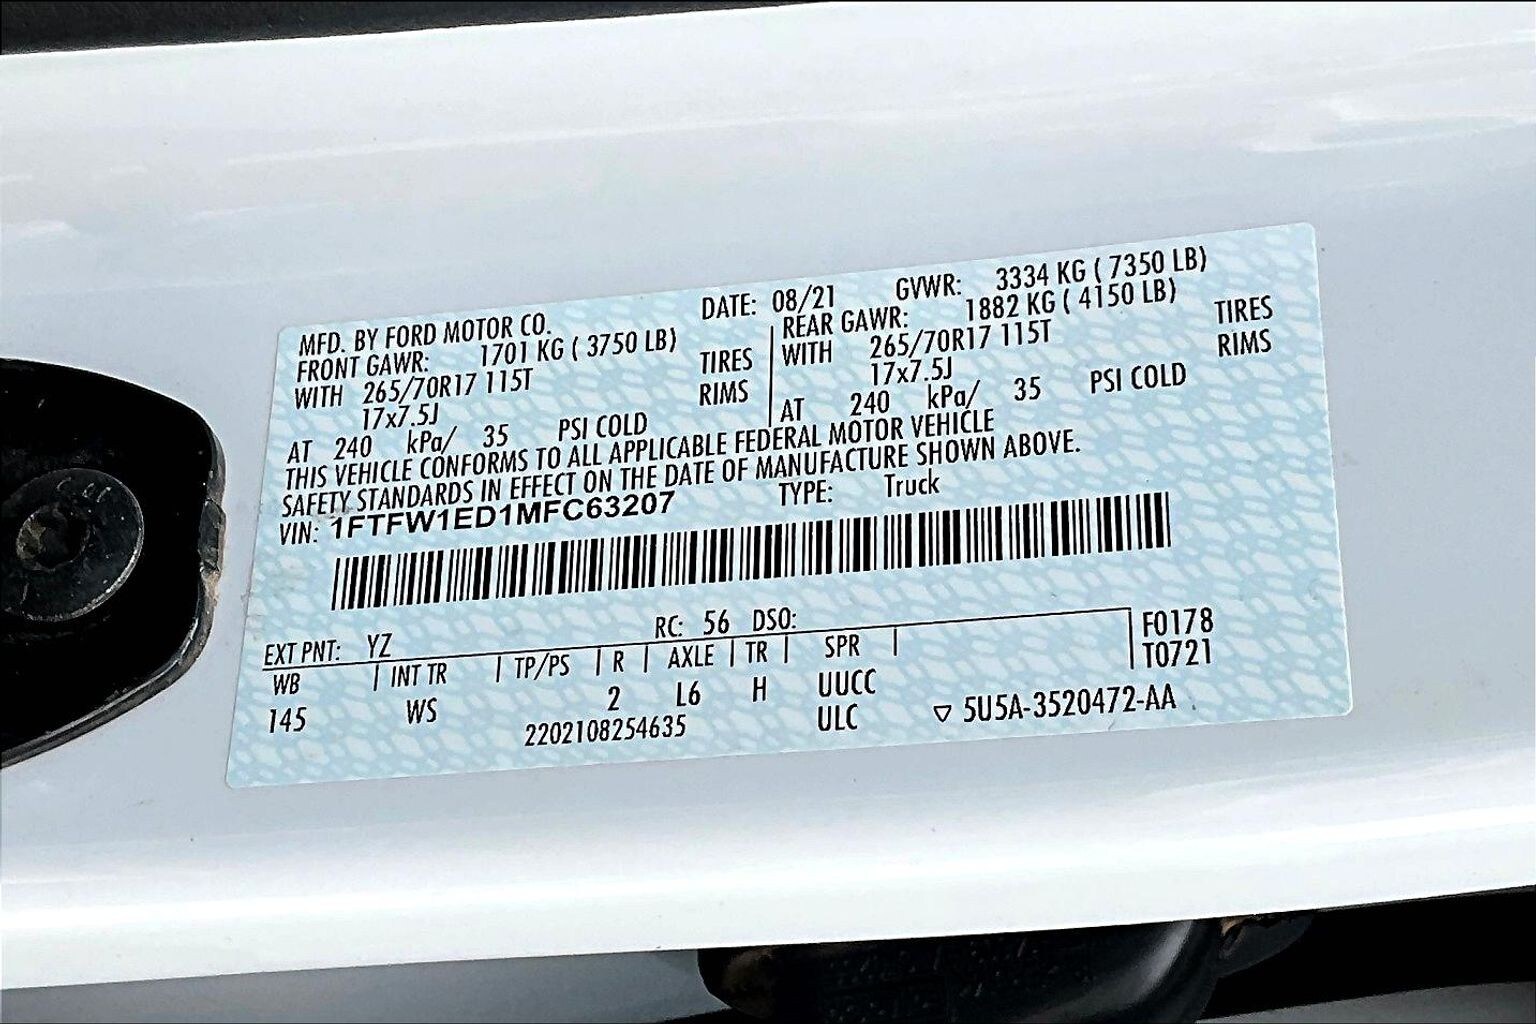 MFD. BY FORD MOTOR CO. DATE: 08/21 GVWR: 3334 KG ( 7350 LB)
FRONT GAWR: 1701 KG ( 3750 LB) REAR GAWR: 1882 KG ( 4150 LB)
WITH 265/70R17 115T TIRES WITH 265/70R17 115T TIRES
17x7.5J RIMS 17x7.5J RIMS
AT 240 kPa/ 35 PSI COLD AT 240 kPa/ 35 PSI COLD
THIS VEHICLE CONFORMS TO ALL APPLICABLE FEDERAL MOTOR VEHICLE
SAFETY STANDARDS IN EFFECT ON THE DATE OF MANUFACTURE SHOWN ABOVE.
VIN: 1FTFW1ED1MFC63207 TYPE: Truck
EXT PNT: YZ RC: 56 DSO: F0178
WB INT TR TP/PS R AXLE TR SPR T0721
145 WS 2 L6 H UUCC
2202108254635 ULC ▽ 5U5A-3520472-AA